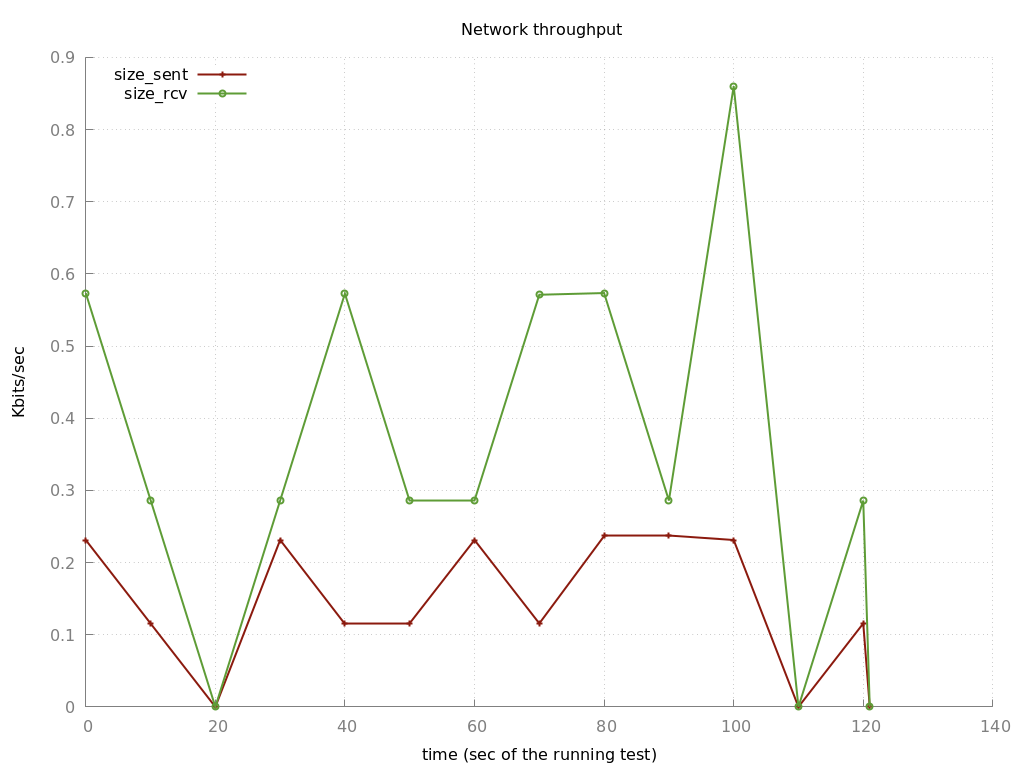 Network throughput
size_sent
size_rcv
0.9
0.8
0.7
0.6
0.5
0.4
0.3
0.2
0.1
0
Kbits/sec
0 20 40 60 80 100 120 140
time (sec of the running test)